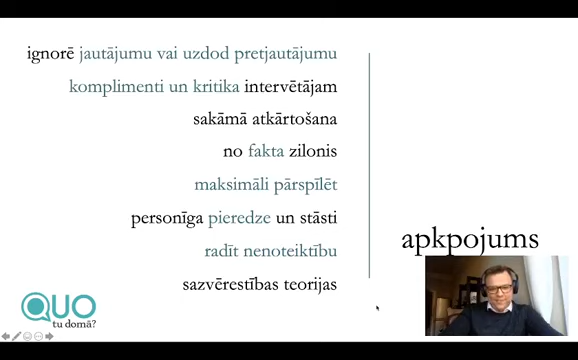 ignorē jautājumu vai uzdod pretjautājumu
komplimenti un kritika intervētājam
sakāmā atkārtošana
no fakta zilonis
maksimāli pārspīlēt
personīga pieredze un stāsti
radīt nenoteiktību
sazvērestības teorijas
apkpojums
QUO
tu domā?